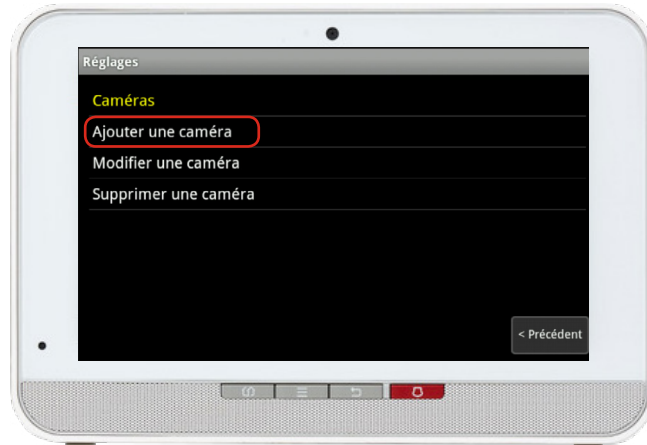 Réglages
Caméras
Ajouter une caméra
Modifier une caméra
Supprimer une caméra
< Précédent